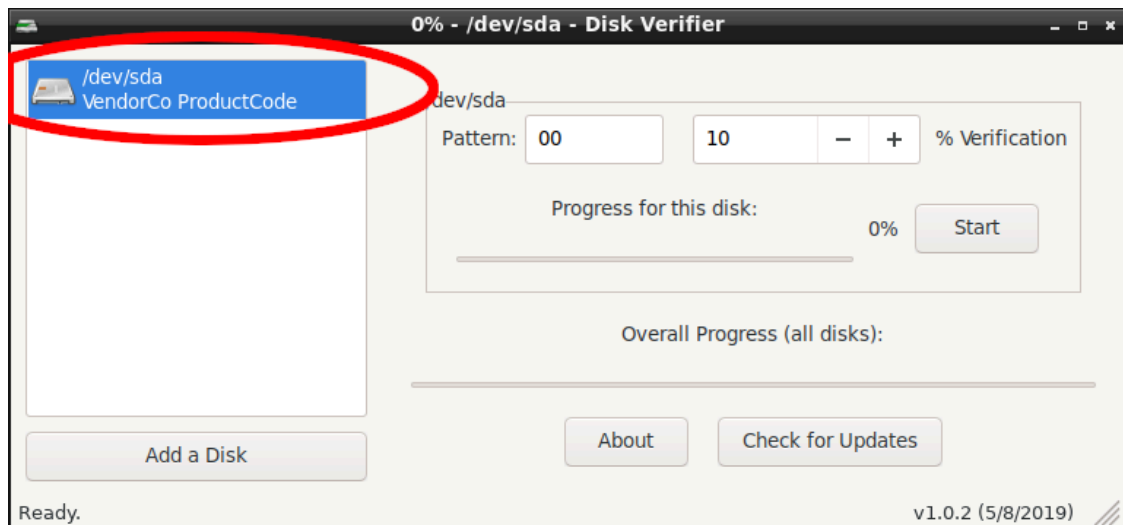 0% - /dev/sda - Disk Verifier
/dev/sda
VendorCo ProductCode
dev/sda
Pattern: 00 10 % Verification
Progress for this disk:
0% Start
Overall Progress (all disks):
About Check for Updates
Add a Disk
Ready. v1.0.2 (5/8/2019)